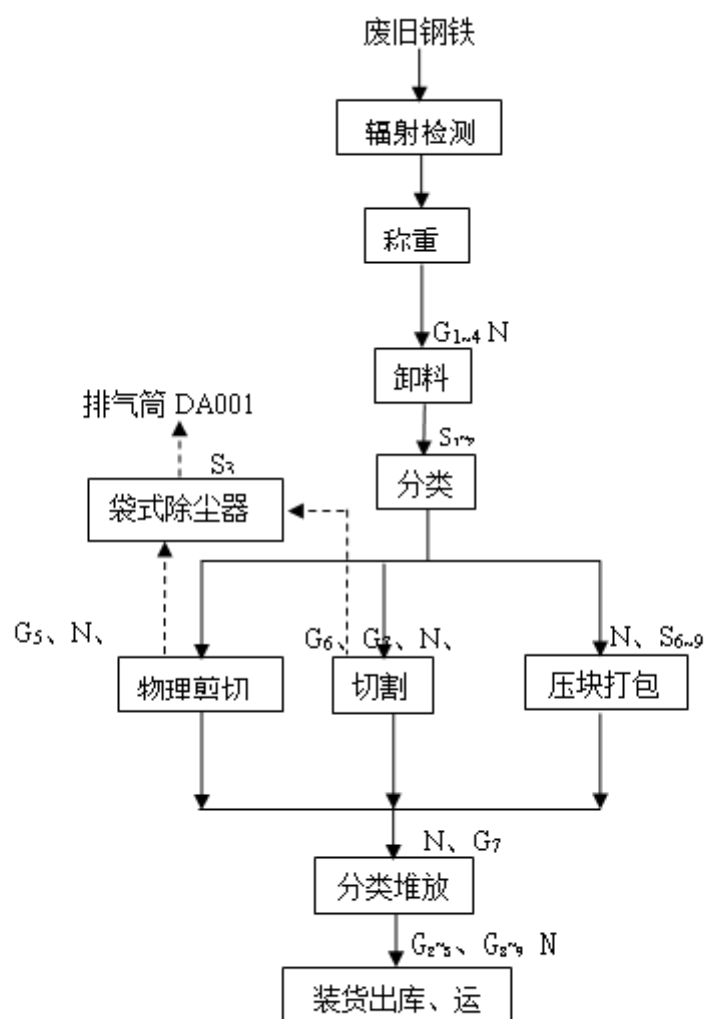 废旧钢铁
辐射检测
称重
G₁~₄ N
卸料
排气筒 DA001
S₃
袋式除尘器
分类
G₅、N、
G₆、
N、
N、S₆~₉
物理剪切
切割
压块打包
N、G₇
分类堆放
N
装货出库、运